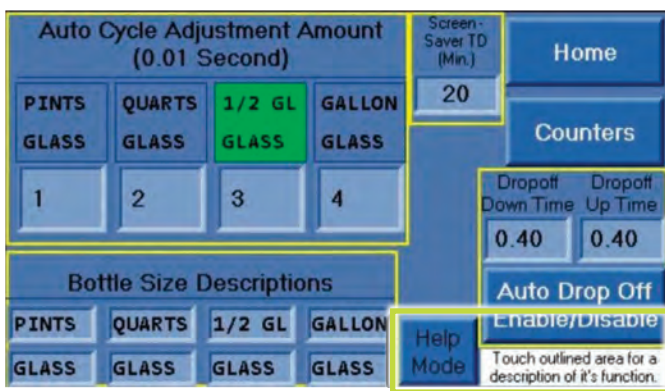 Auto Cycle Adjustment Amount
(0.01 Second)
PINTS QUARTS 1/2 GL GALLON
GLASS GLASS GLASS GLASS
1 2 3 4
Screen-
Saver TD
(Min.)
20
Home
Counters
Dropoff Dropoff
Down Time Up Time
0.40 0.40
Auto Drop Off
Enable/Disable
Bottle Size Descriptions
PINTS QUARTS 1/2 GL GALLON
GLASS GLASS GLASS GLASS
Help
Mode
Touch outlined area for a
description of it's function.